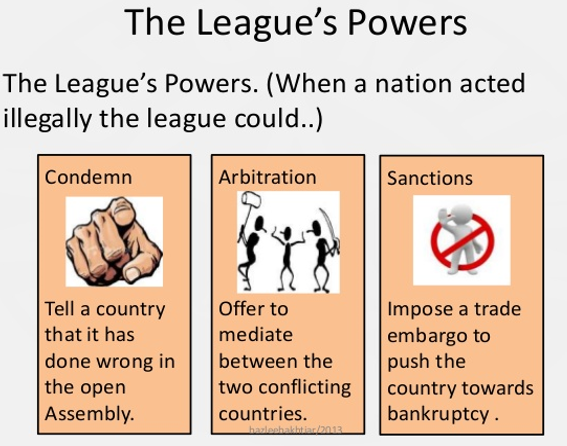 The League's Powers
The League's Powers. (When a nation acted
illegally the league could..)
Condemn
Tell a country
that it has
done wrong in
the open
Assembly.
Arbitration
Offer to
mediate
between the
two conflicting
countries.
Sanctions
Impose a trade
embargo to
push the
country towards
bankruptcy .
hazleehakhtiar/2013